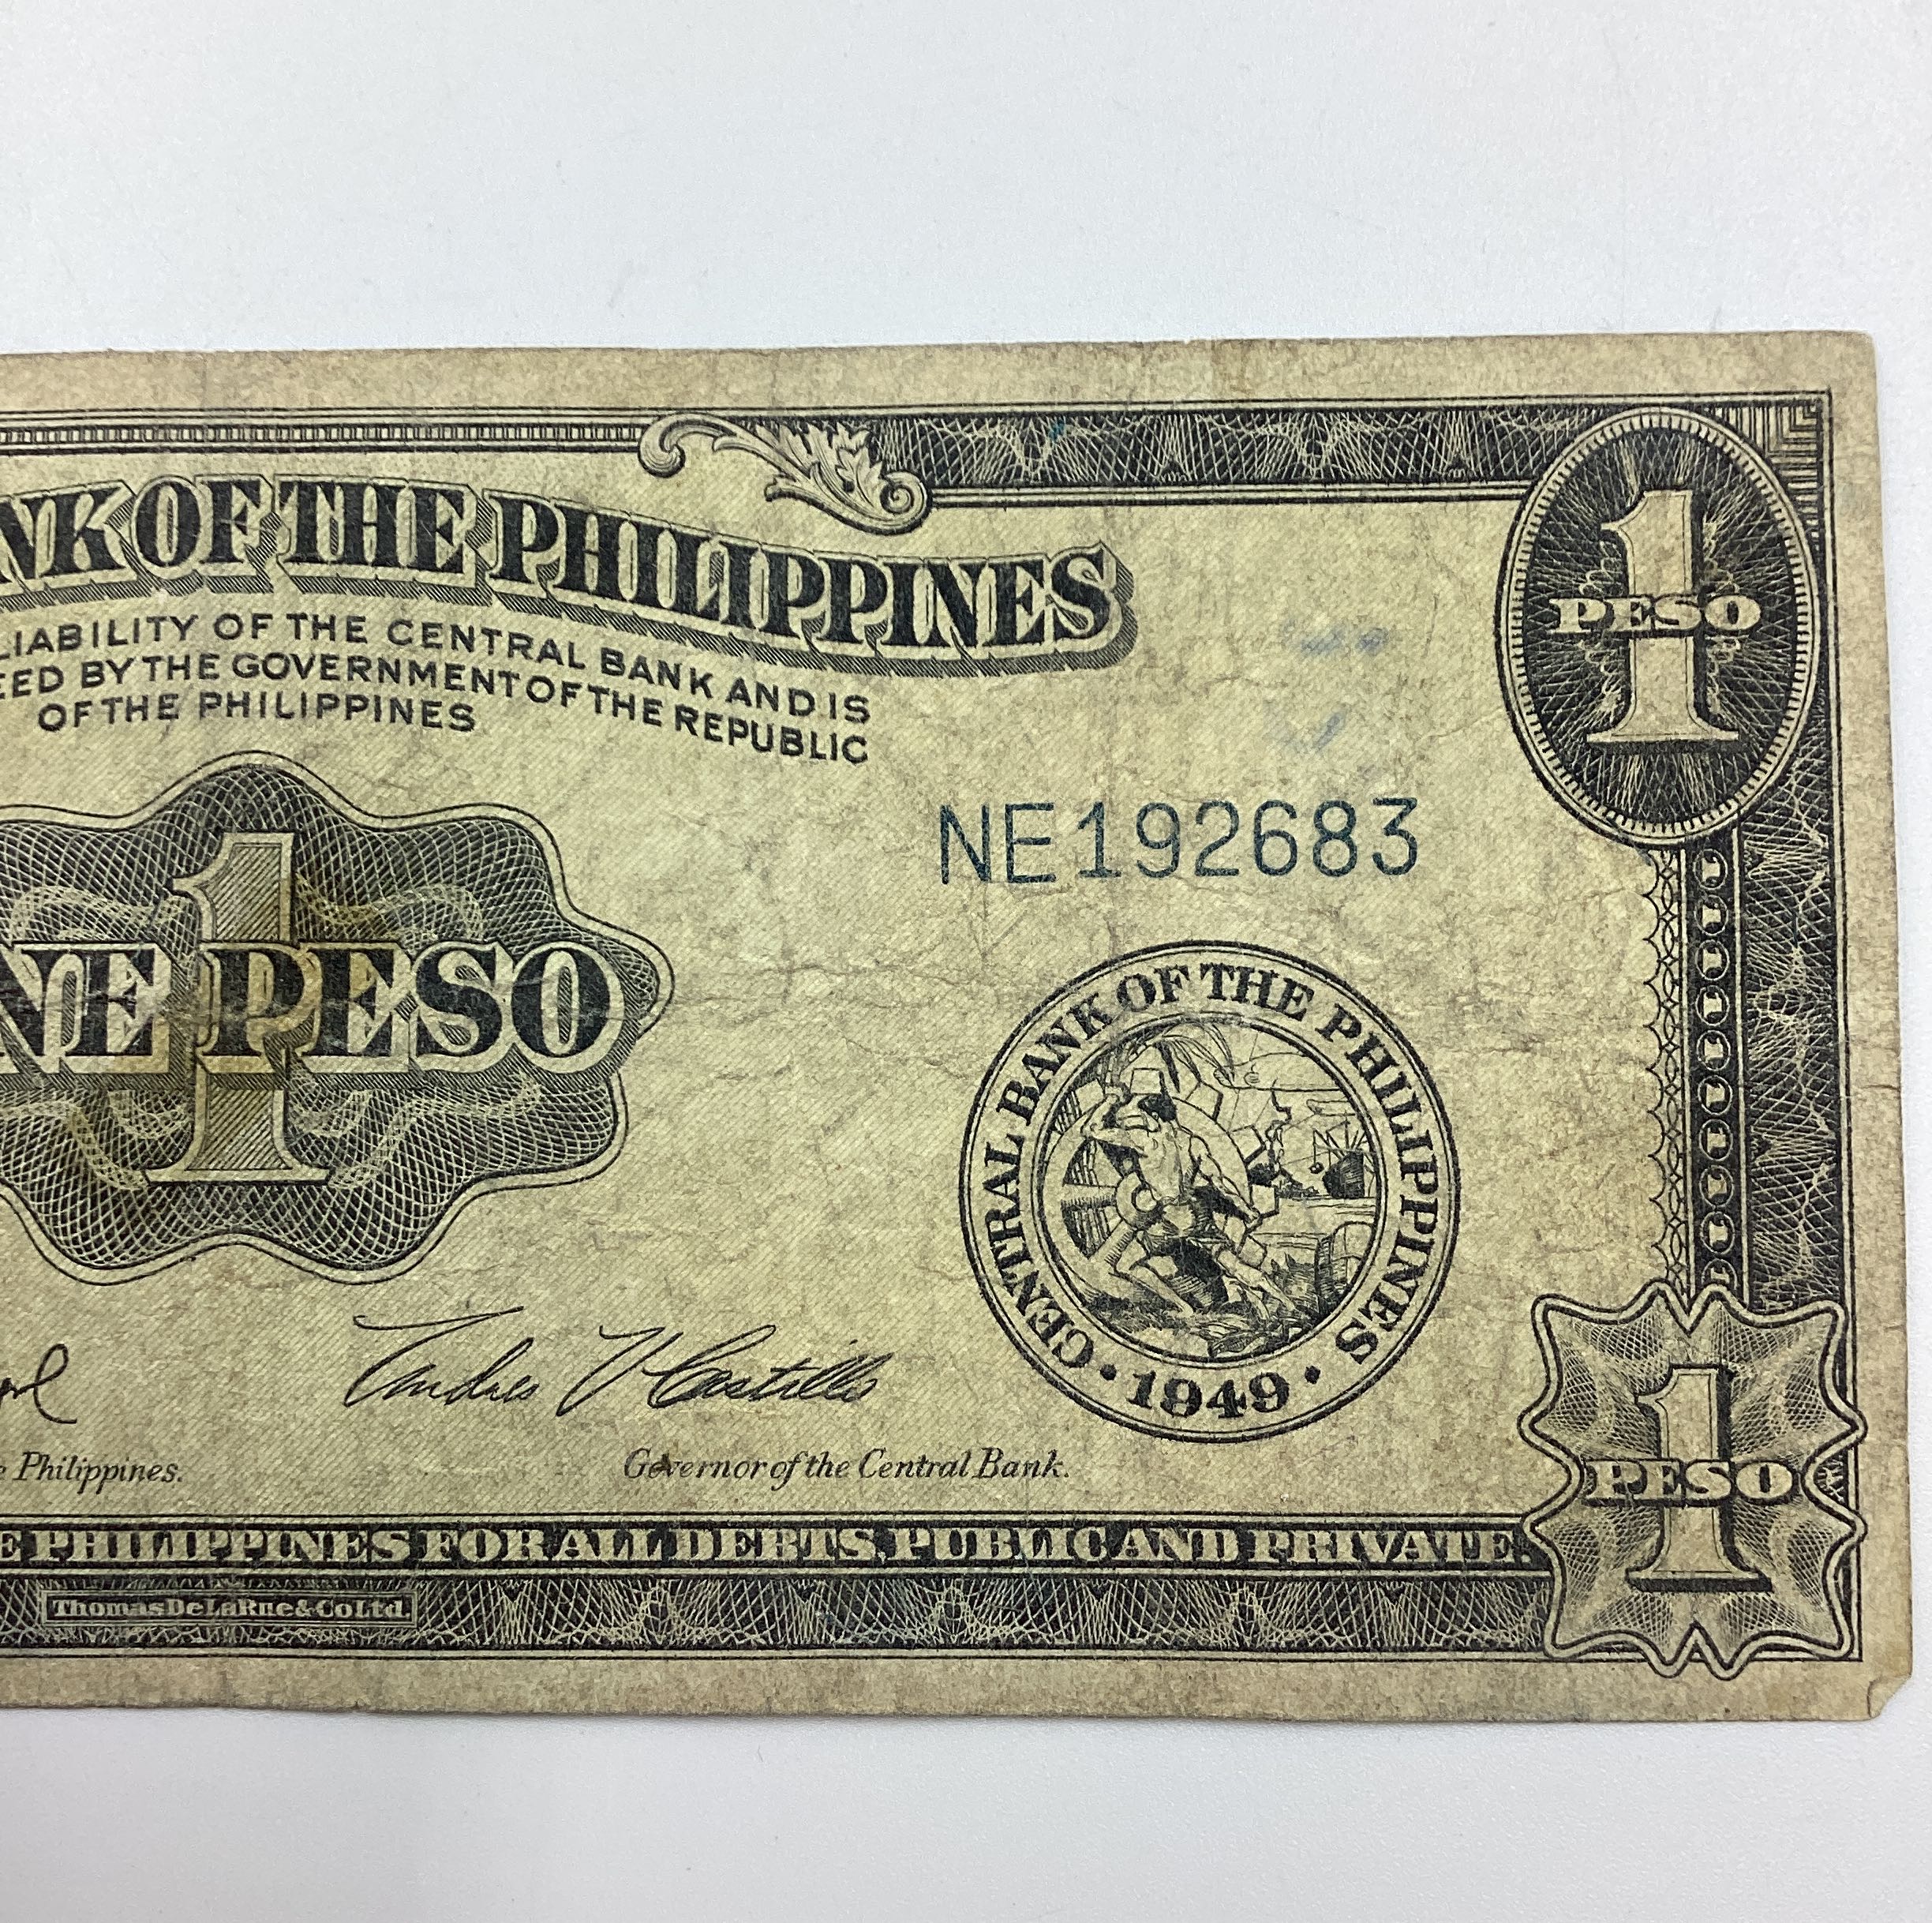 NK OF THE PHILIPPINES
LIABILITY OF THE CENTRAL BANK AND IS
EED BY THE GOVERNMENT OF THE REPUBLIC
OF THE PHILIPPINES
1
PESO
NE192683
1
NE PESO
CENTRAL BANK OF THE PHILIPPINES
• 1949 •
Andres V Castillo
e Philippines.
Governor of the Central Bank.
1
PESO
E PHILIPPINES FOR ALL DEBTS, PUBLIC AND PRIVATE.
Thomas De La Rue & Co Ltd.